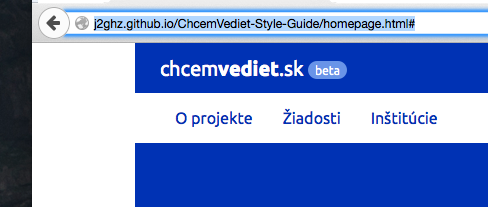 j2ghz.github.io/ChcemVediet-Style-Guide/homepage.html#
chcemvediet.sk beta
O projekte Žiadosti Inštitúcie